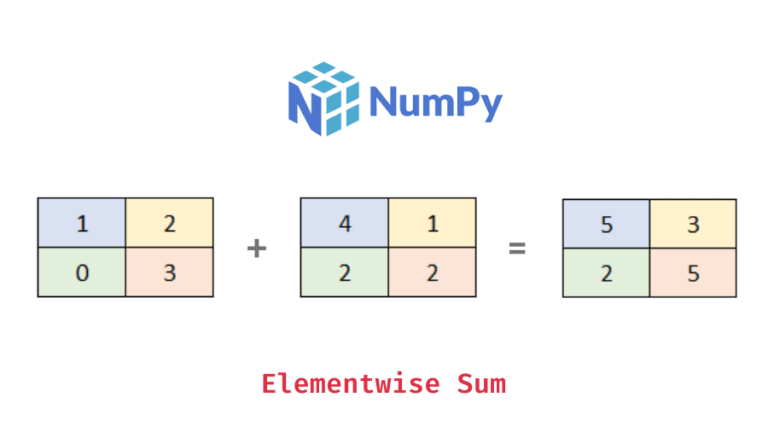 NumPy
1 2 + 4 1 = 5 3
0 3 2 2 2 5
Elementwise Sum